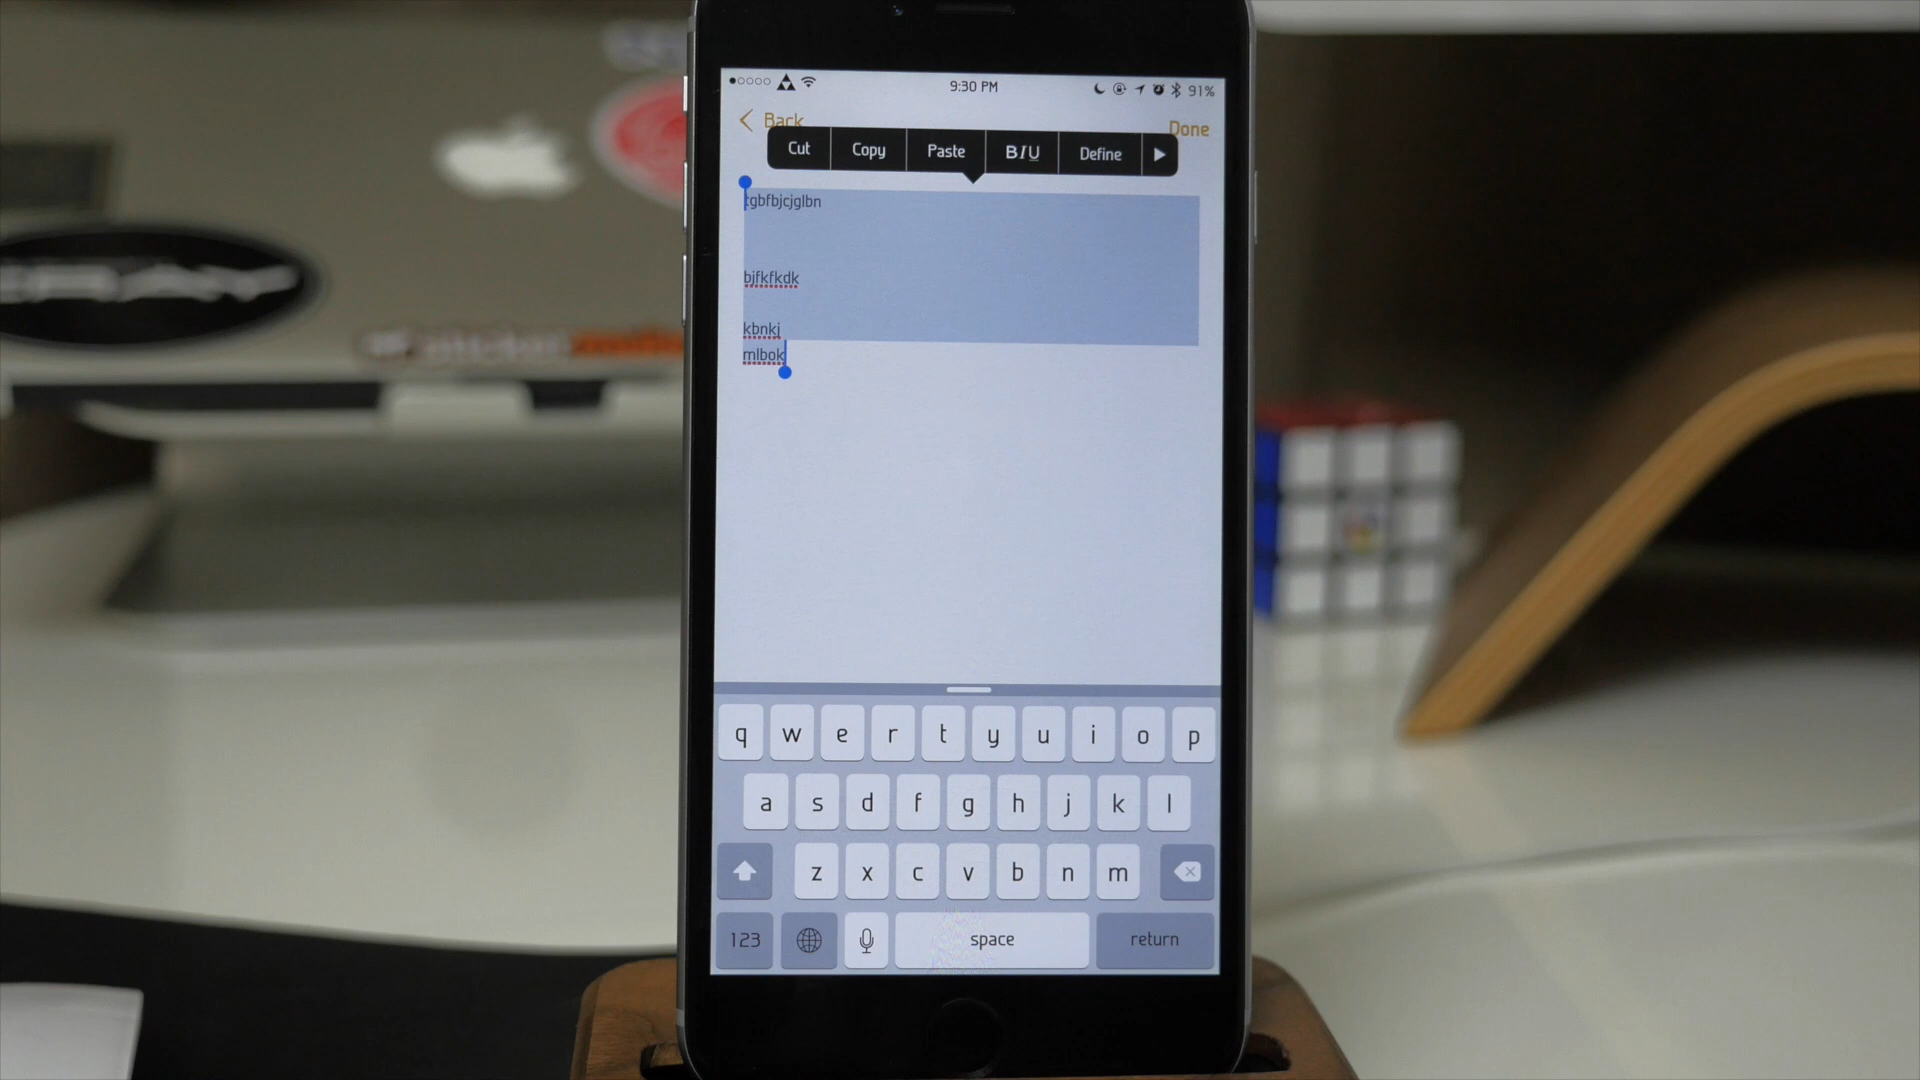 9:30 PM 91%
Back
Done
Cut Copy Paste BIU Define
tgbfbjcjglbn
bjfkfkdk
kbnkj
mlbok
q w e r t y u i o p
a s d f g h j k l
z x c v b n m
123 space return